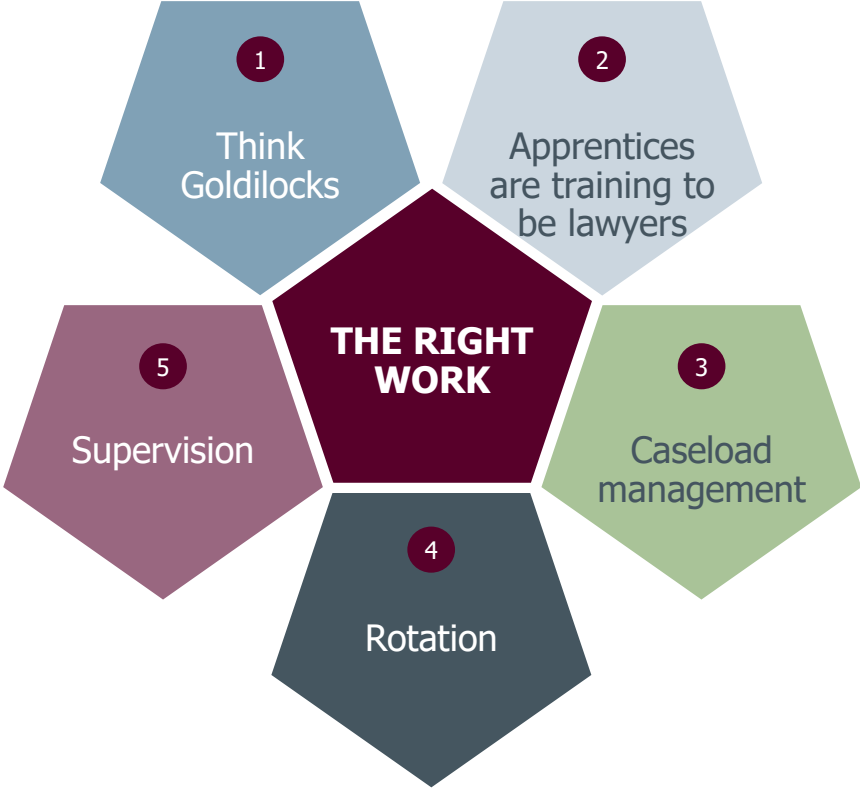 1
Think
Goldilocks
2
Apprentices
are training to
be lawyers
THE RIGHT
WORK
3
Caseload
management
4
Rotation
5
Supervision